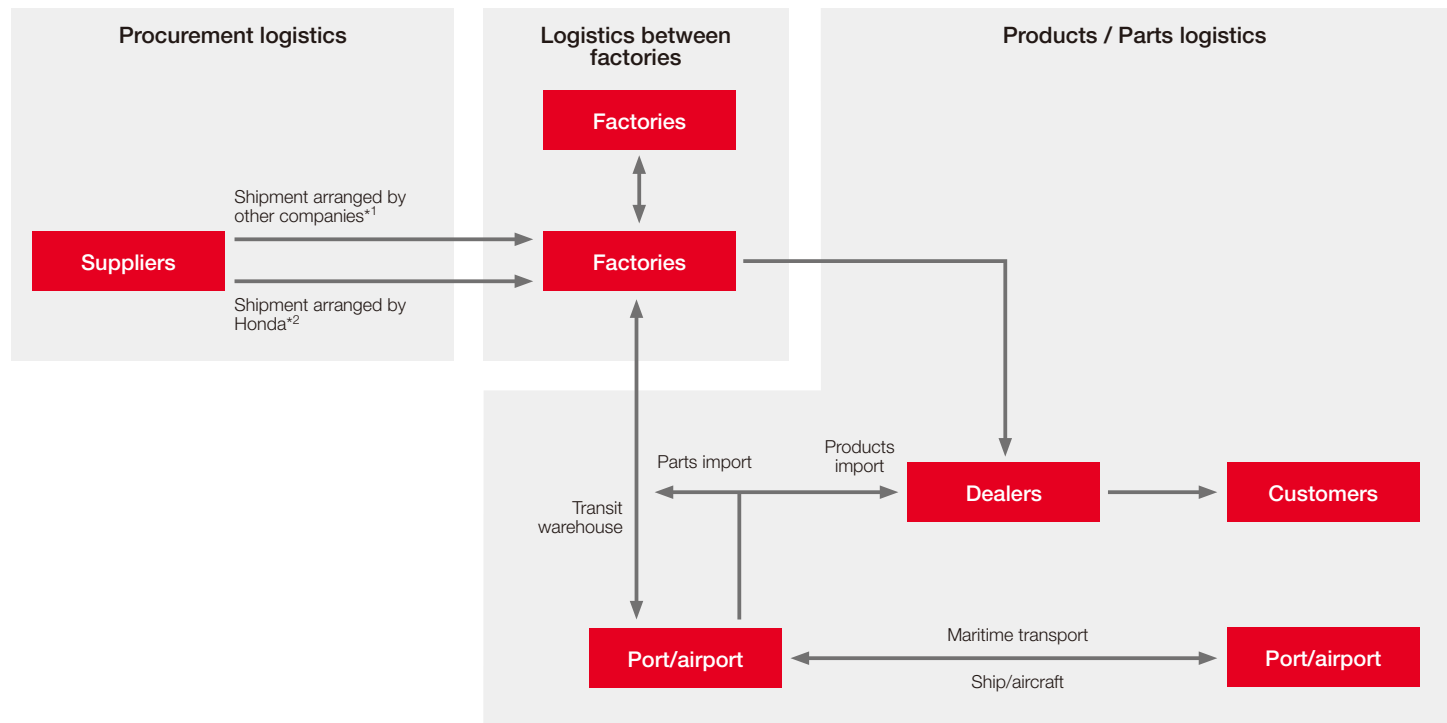 Procurement logistics
Logistics between
factories
Products / Parts logistics
Factories
Shipment arranged by
other companies*1
Suppliers
Factories
Shipment arranged by
Honda*2
Parts import
Products
import
Transit
warehouse
Dealers
Customers
Port/airport
Maritime transport
Ship/aircraft
Port/airport